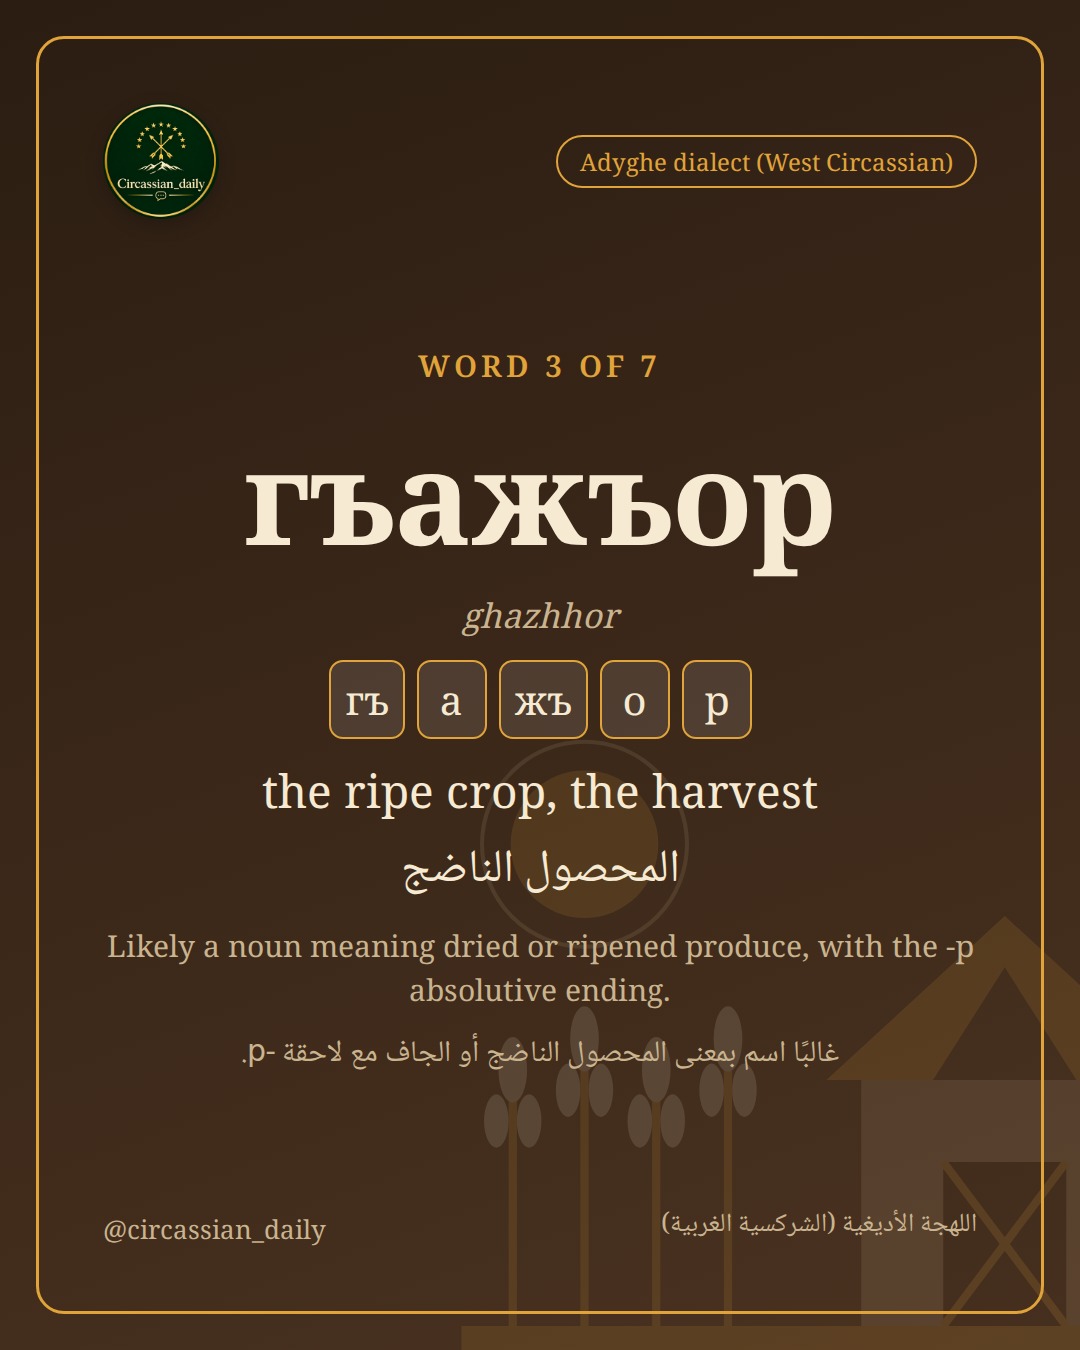 Circassian_daily
Adyghe dialect (West Circassian)
WORD 3 OF 7
гъажъор
ghazhhor
гъ а жъ о р
the ripe crop, the harvest
المحصول الناضج
Likely a noun meaning dried or ripened produce, with the -р
absolutive ending.
غالبًا اسم بمعنى المحصول الناضج أو الجاف مع لاحقة -р.
@circassian_daily
اللهجة الأديغية (الشركسية الغربية)